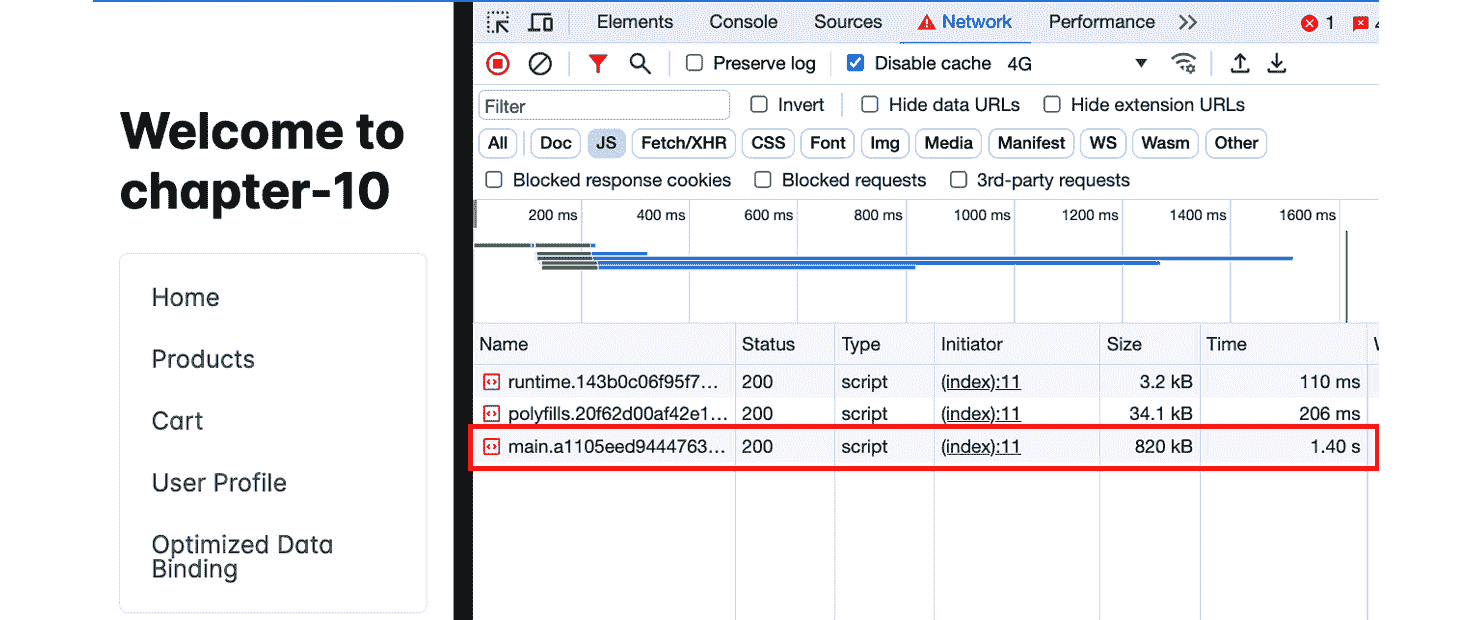 Elements Console Sources Network Performance 1
Preserve log Disable cache 4G
Filter Invert Hide data URLs Hide extension URLs
All Doc JS Fetch/XHR CSS Font Img Media Manifest WS Wasm Other
Blocked response cookies Blocked requests 3rd-party requests
200 ms 400 ms 600 ms 800 ms 1000 ms 1200 ms 1400 ms 1600 ms
Name Status Type Initiator Size Time
runtime.143b0c06f95f7... 200 script (index):11 3.2 kB 110 ms
polyfills.20f62d00af42e1... 200 script (index):11 34.1 kB 206 ms
main.a1105eed9444763... 200 script (index):11 820 kB 1.40 s
Welcome to
chapter-10
Home
Products
Cart
User Profile
Optimized Data
Binding